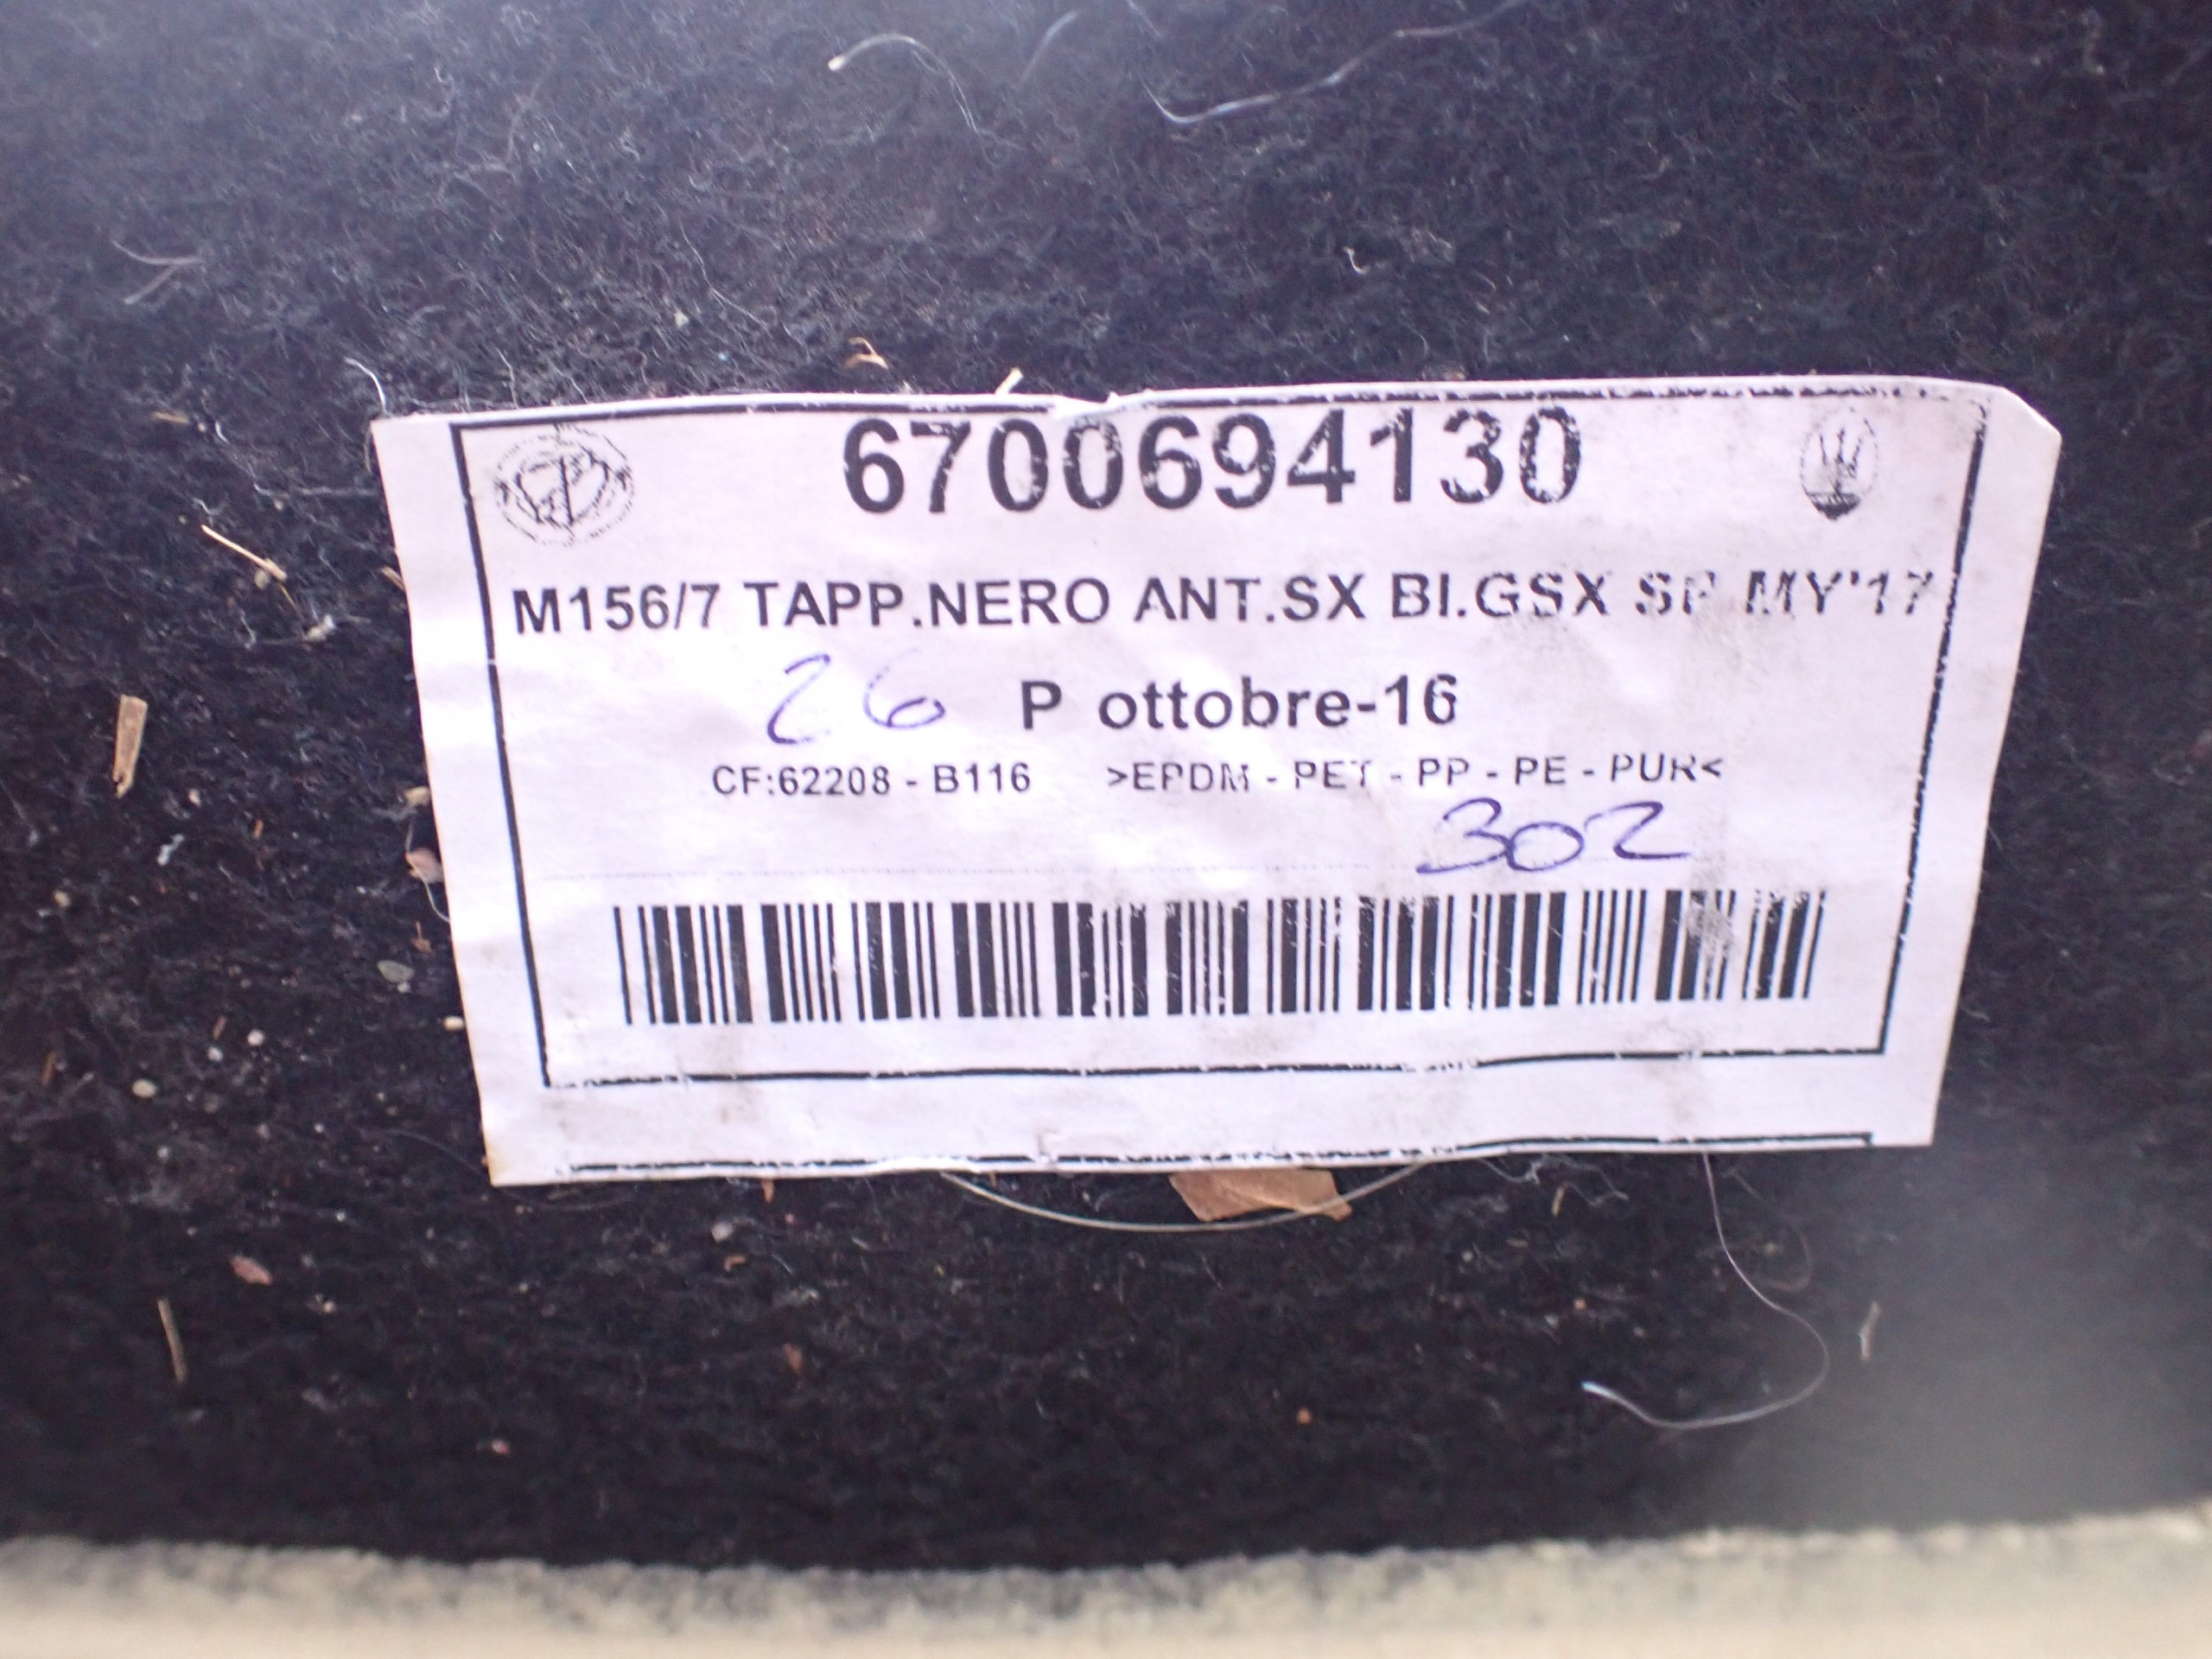 6700694130
M156/7 TAPP.NERO ANT.SX BI.GSX SF MY'17
26 P ottobre-16
CF:62208 - B116 >EPDM - PET - PP - PE - PUR<
302